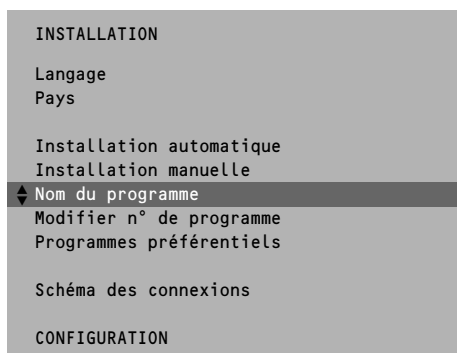 INSTALLATION
Langage
Pays
Installation automatique
Installation manuelle
Nom du programme
Modifier n° de programme
Programmes préférentiels
Schéma des connexions
CONFIGURATION